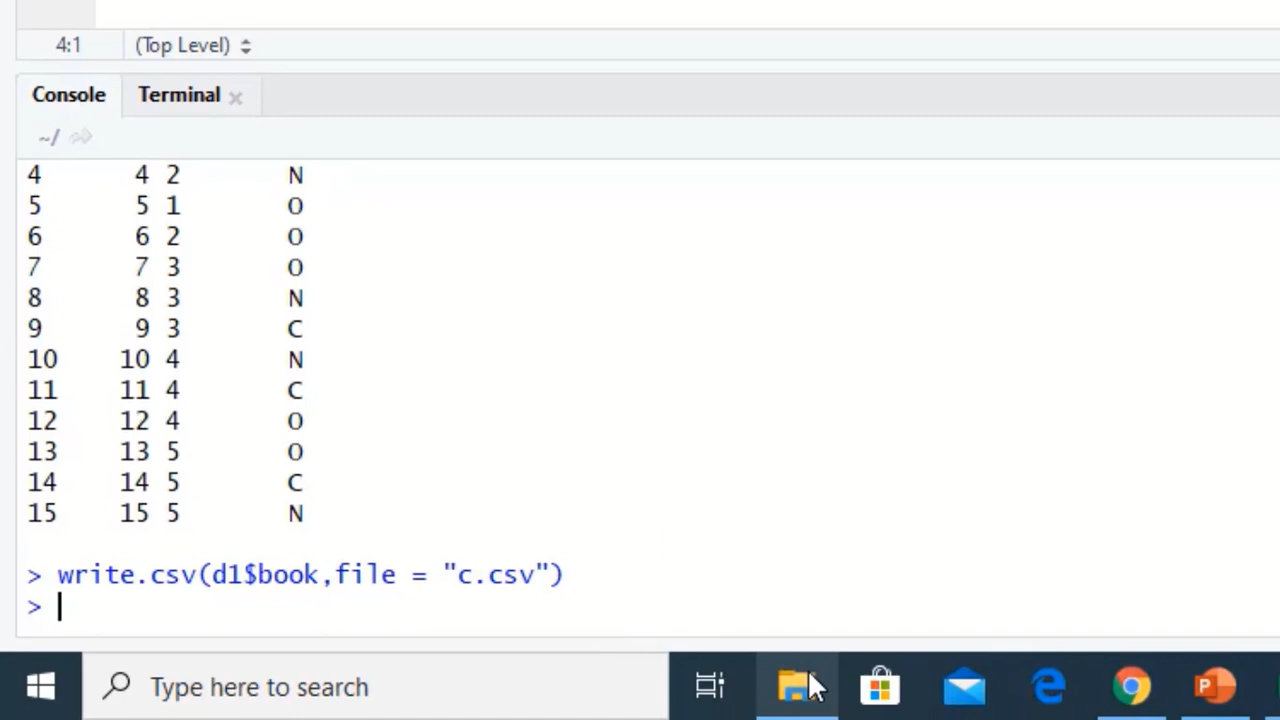 4:1 (Top Level)
Console Terminal
~/
4 4 2 N
5 5 1 O
6 6 2 O
7 7 3 O
8 8 3 N
9 9 3 C
10 10 4 N
11 11 4 C
12 12 4 O
13 13 5 O
14 14 5 C
15 15 5 N
> write.csv(d1$book,file = "c.csv")
>
Type here to search